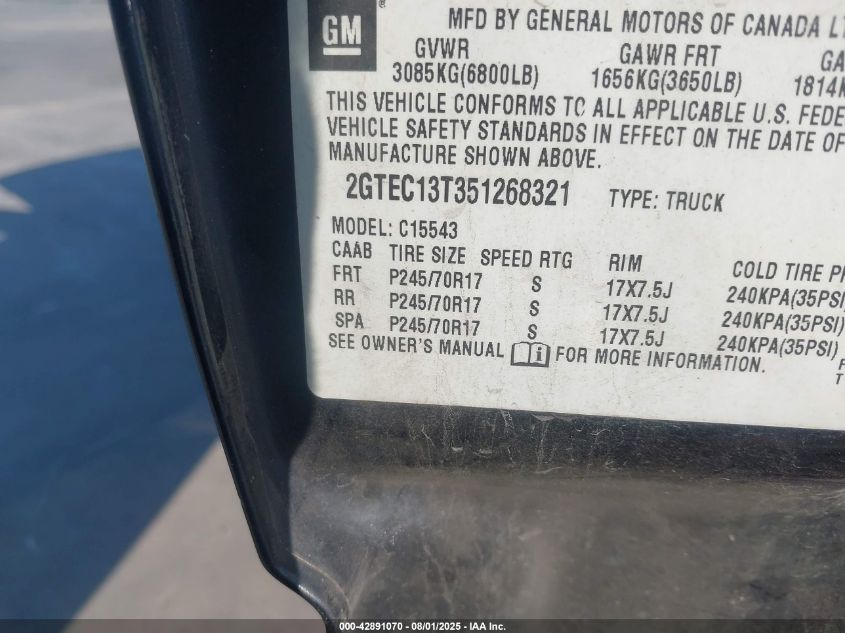 GM
®
MFD BY GENERAL MOTORS OF CANADA
GVWR GAWR FRT
3085KG(6800LB) 1656KG(3650LB)
THIS VEHICLE CONFORMS TO ALL APPLICABLE U.S.
VEHICLE SAFETY STANDARDS IN EFFECT ON THE DATE OF
MANUFACTURE SHOWN ABOVE.
2GTEC13T351268321 TYPE: TRUCK
MODEL: C15543
CAAB TIRE SIZE SPEED RTG RIM COLD TIRE
FRT P245/70R17 S 17X7.5J 240KPA(35PSI)
RR P245/70R17 S 17X7.5J 240KPA(35PSI)
SPA P245/70R17 S 17X7.5J 240KPA(35PSI)
SEE OWNER'S MANUAL i FOR MORE INFORMATION.
000-42891070 - 08/01/2025 - IAA Inc.